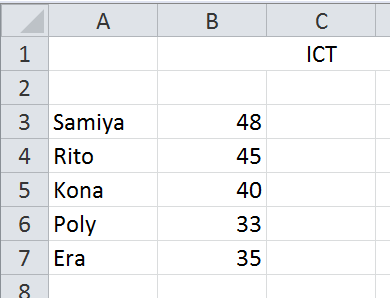 A B C
1 ICT
2
3 Samiya 48
4 Rito 45
5 Kona 40
6 Poly 33
7 Era 35
8